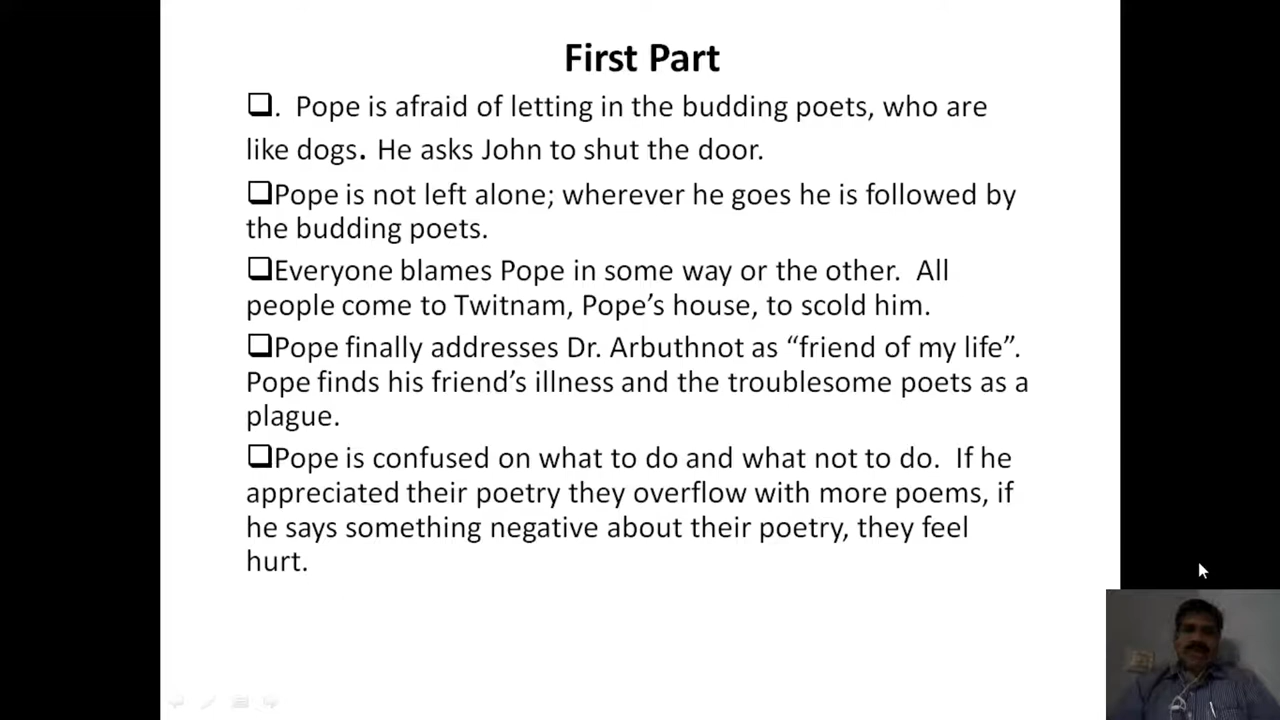 First Part
❑. Pope is afraid of letting in the budding poets, who are
like dogs. He asks John to shut the door.
❑Pope is not left alone; wherever he goes he is followed by
the budding poets.
❑Everyone blames Pope in some way or the other.  All
people come to Twitnam, Pope’s house, to scold him.
❑Pope finally addresses Dr. Arbuthnot as “friend of my life”.
Pope finds his friend’s illness and the troublesome poets as a
plague.
❑Pope is confused on what to do and what not to do.  If he
appreciated their poetry they overflow with more poems, if
he says something negative about their poetry, they feel
hurt.